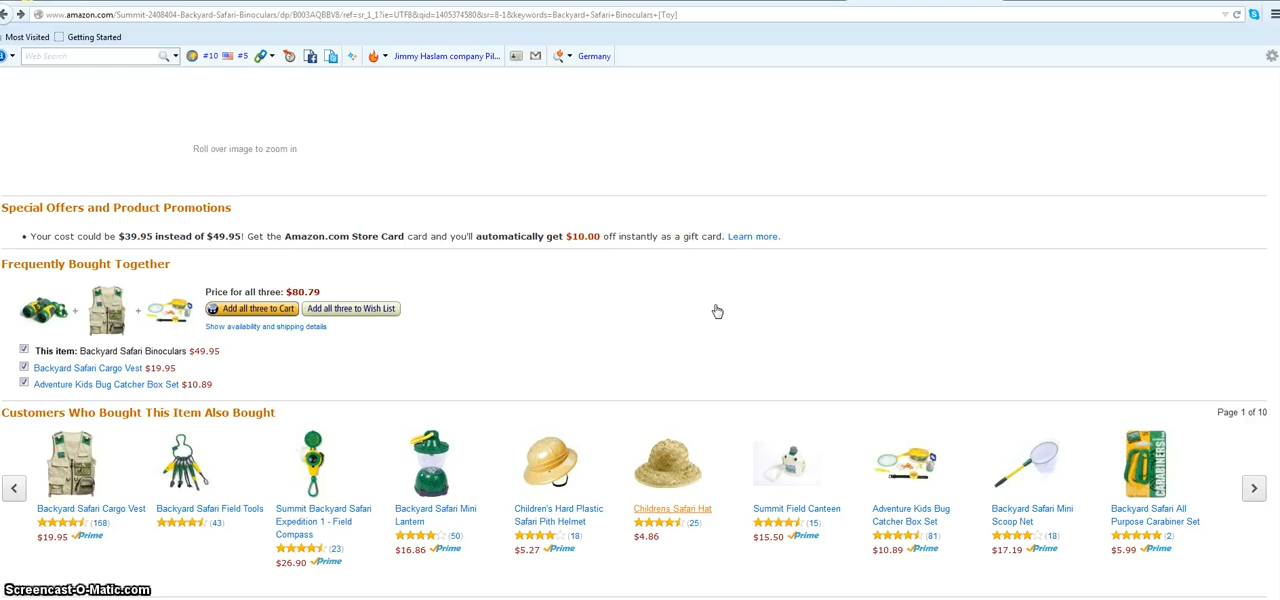 www.amazon.com/Summit-2408404-Backyard-Safari-Binoculars/dp/B003AQBBV8/ref=sr_1_1?ie=UTF8&qid=1405374580&sr=8-1&keywords=Backyard+Safari+Binoculars+[Toy]
Most Visited Getting Started
Web Search #10 #5 Jimmy Haslam company Pil... Germany
Roll over image to zoom in
Special Offers and Product Promotions
• Your cost could be $39.95 instead of $49.95! Get the Amazon.com Store Card card and you'll automatically get $10.00 off instantly as a gift card. Learn more.
Frequently Bought Together
Price for all three: $80.79
+ + Add all three to Cart Add all three to Wish List
Show availability and shipping details
This item: Backyard Safari Binoculars $49.95
Backyard Safari Cargo Vest $19.95
Adventure Kids Bug Catcher Box Set $10.89
Customers Who Bought This Item Also Bought Page 1 of 10
CARABINERS!
Backyard Safari Cargo Vest
(168)
$19.95 Prime
Backyard Safari Field Tools
(43)
Summit Backyard Safari
Expedition 1 - Field
Compass
(23)
$26.90 Prime
Backyard Safari Mini
Lantern
(50)
$16.86 Prime
Children's Hard Plastic
Safari Pith Helmet
(18)
$5.27 Prime
Childrens Safari Hat
(25)
$4.86
Summit Field Canteen
(15)
$15.50 Prime
Adventure Kids Bug
Catcher Box Set
(81)
$10.89 Prime
Backyard Safari Mini
Scoop Net
(18)
$17.19 Prime
Backyard Safari All
Purpose Carabiner Set
(2)
$5.99 Prime
Screencast-O-Matic.com